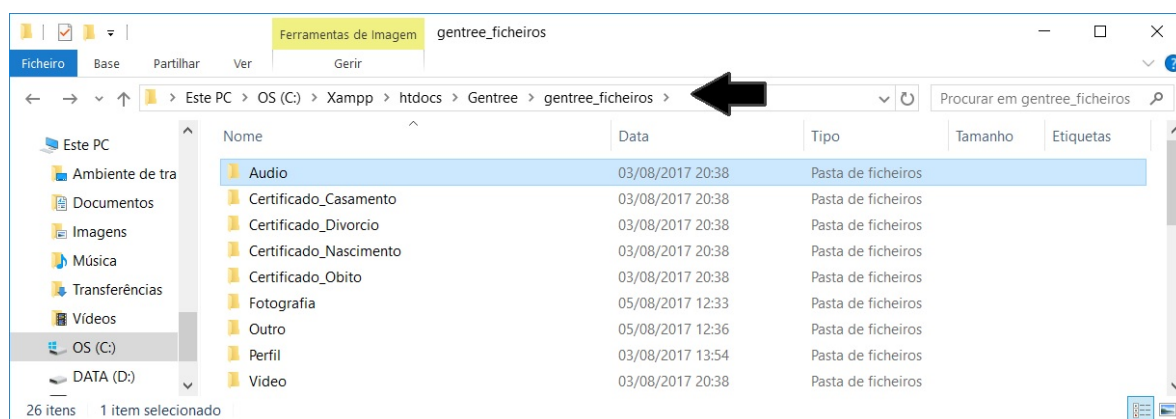 Ferramentas de Imagem gentree_ficheiros
Ficheiro Base Partilhar Ver Gerir
Este PC > OS (C:) > Xampp > htdocs > Gentree > gentree_ficheiros > Procurar em gentree_ficheiros
Este PC
Ambiente de tra
Documentos
Imagens
Música
Transferências
Vídeos
OS (C:)
DATA (D:)
Nome Data Tipo Tamanho Etiquetas
Audio 03/08/2017 20:38 Pasta de ficheiros
Certificado_Casamento 03/08/2017 20:38 Pasta de ficheiros
Certificado_Divorcio 03/08/2017 20:38 Pasta de ficheiros
Certificado_Nascimento 03/08/2017 20:38 Pasta de ficheiros
Certificado_Obito 03/08/2017 20:38 Pasta de ficheiros
Fotografia 05/08/2017 12:33 Pasta de ficheiros
Outro 05/08/2017 12:36 Pasta de ficheiros
Perfil 03/08/2017 13:54 Pasta de ficheiros
Video 03/08/2017 20:38 Pasta de ficheiros
26 itens 1 item selecionado